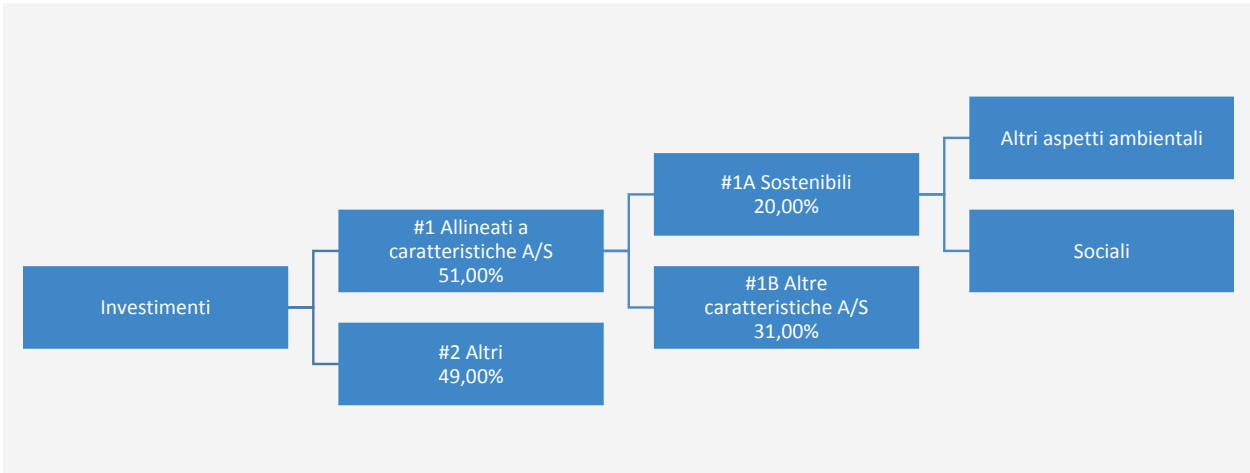 Investimenti
#1 Allineati a
caratteristiche A/S
51,00%
#2 Altri
49,00%
#1A Sostenibili
20,00%
#1B Altre
caratteristiche A/S
31,00%
Altri aspetti ambientali
Sociali